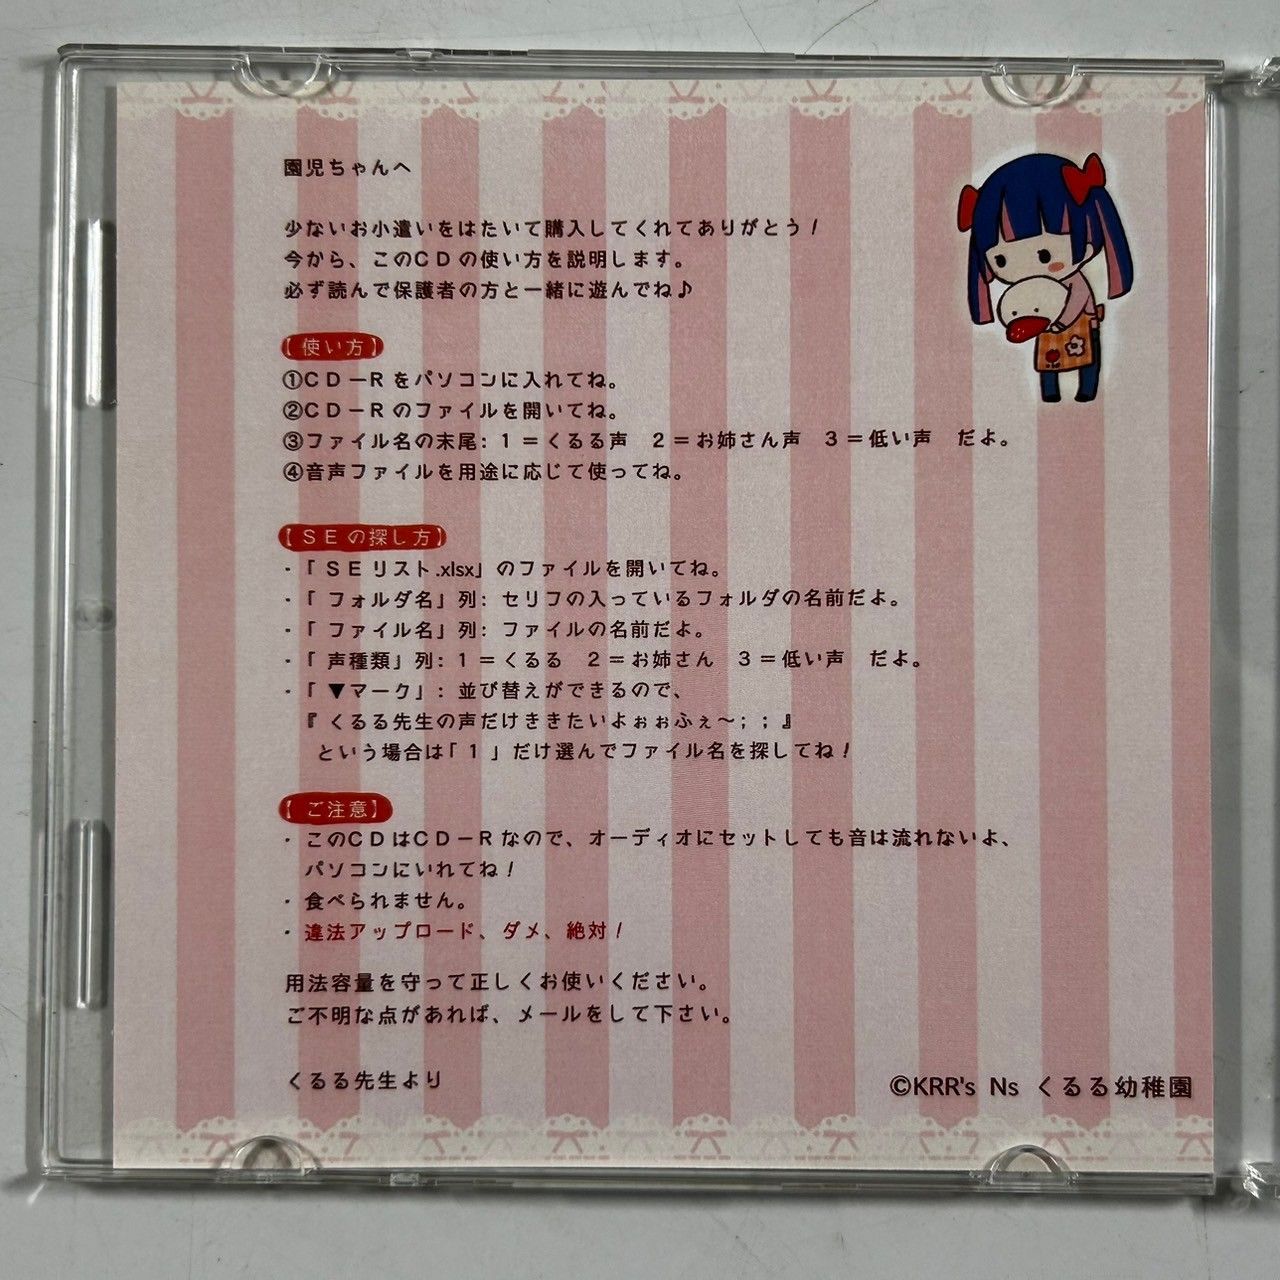 園児ちゃんへ
少ないお小遣いをはたいて購入してくれてありがとう！
今から、このCDの使い方を説明します。
必ず読んで保護者の方と一緒に遊んでね♪
【使い方】
①CD－Rをパソコンに入れてね。
②CD－Rのファイルを開いてね。
③ファイル名の末尾：1＝くるる声　2＝お姉さん声　3＝低い声　だよ。
④音声ファイルを用途に応じて使ってね。
【SEの探し方】
・「SEリスト.xlsx」のファイルを開いてね。
・「フォルダ名」列：セリフの入っているフォルダの名前だよ。
・「ファイル名」列：ファイルの名前だよ。
・「声種類」列：1＝くるる　2＝お姉さん　3＝低い声　だよ。
・「▼マーク」：並び替えができるので、
『くるる先生の声だけききたいよぉぉふぇ～；；』
という場合は「1」だけ選んでファイル名を探してね！
【ご注意】
・このCDはCD－Rなので、オーディオにセットしても音は流れないよ、
パソコンにいれてね！
・食べられません。
・違法アップロード、ダメ、絶対！
用法容量を守って正しくお使いください。
ご不明な点があれば、メールをして下さい。
くるる先生より
©KRR's Ns くるる幼稚園